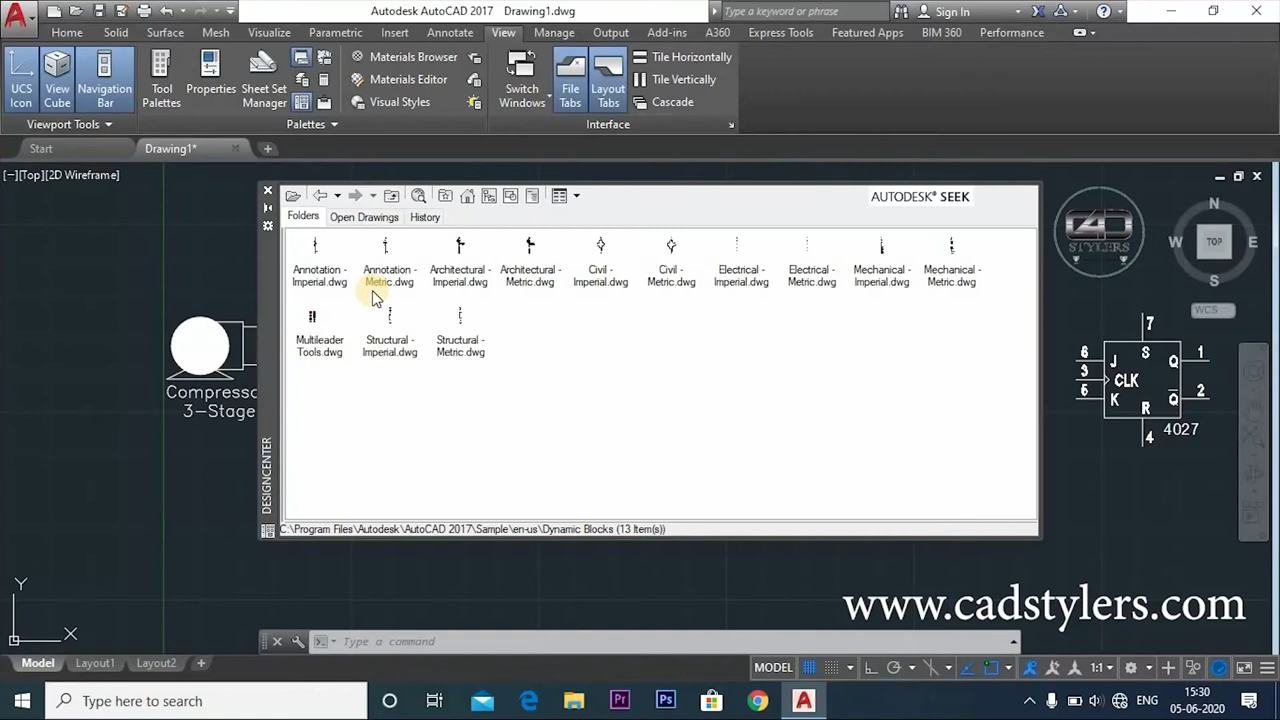 Autodesk AutoCAD 2017 Drawing1.dwg
Type a keyword or phrase
Sign In
Home Solid Surface Mesh Visualize Parametric Insert Annotate View Manage Output Add-ins A360 Express Tools Featured Apps BIM 360 Performance
UCS Icon
View Cube
Navigation Bar
Tool Palettes
Properties
Sheet Set Manager
Materials Browser
Materials Editor
Visual Styles
Switch Windows
File Tabs
Layout Tabs
Tile Horizontally
Tile Vertically
Cascade
Viewport Tools
Palettes
Interface
Start
Drawing1*
[−][Top][2D Wireframe]
AUTODESK® SEEK
Folders Open Drawings History
Annotation - Imperial.dwg
Annotation - Metric.dwg
Architectural - Imperial.dwg
Architectural - Metric.dwg
Civil - Imperial.dwg
Civil - Metric.dwg
Electrical - Imperial.dwg
Electrical - Metric.dwg
Mechanical - Imperial.dwg
Mechanical - Metric.dwg
Multileader Tools.dwg
Structural - Imperial.dwg
Structural - Metric.dwg
DESIGNCENTER
C:\Program Files\Autodesk\AutoCAD 2017\Sample\en-us\Dynamic Blocks (13 Item(s))
C4D
STYLERS
N
W TOP E
S
WCS
Compresso
3-Stage
7
6 J S Q 1
3 CLK
5 K Q 2
R
4 4027
www.cadstylers.com
Y
X
Type a command
Model Layout1 Layout2
MODEL
1:1
Type here to search
Pr
Ps
ENG
15:30
05-06-2020